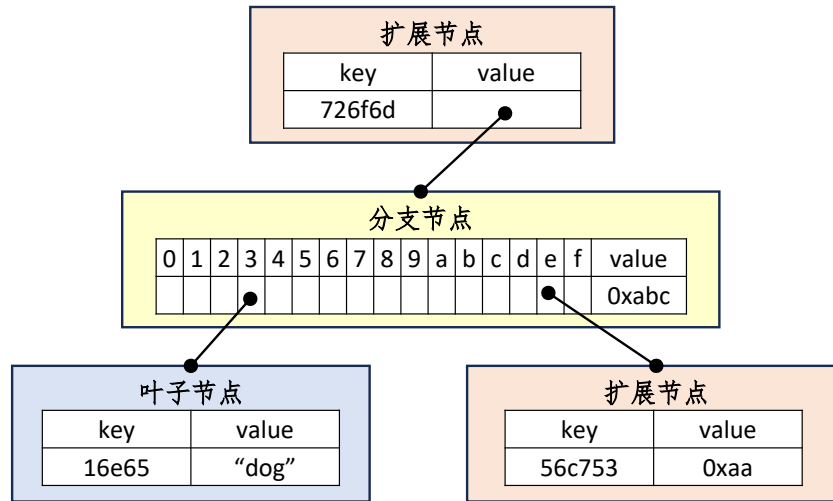 扩展节点
key value
726f6d
分支节点
0 1 2 3 4 5 6 7 8 9 a b c d e f value
0xabc
叶子节点
key value
16e65 “dog”
扩展节点
key value
56c753 0xaa